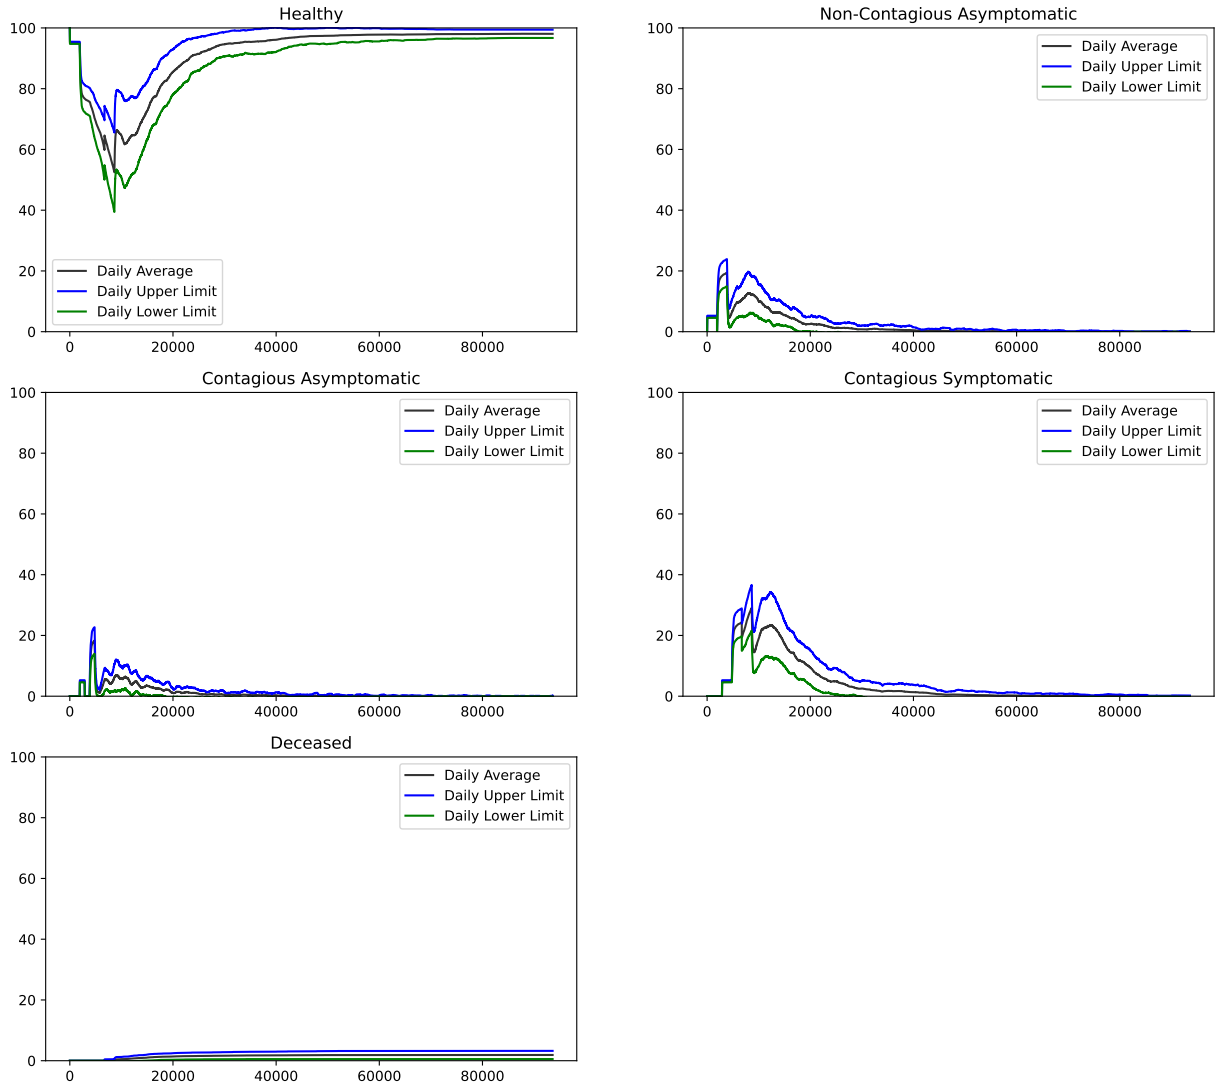 Healthy
100
80
60
40
20
0
Daily Average
Daily Upper Limit
Daily Lower Limit
0 20000 40000 60000 80000
Non-Contagious Asymptomatic
100
80
60
40
20
0
Daily Average
Daily Upper Limit
Daily Lower Limit
0 20000 40000 60000 80000
Contagious Asymptomatic
100
80
60
40
20
0
Daily Average
Daily Upper Limit
Daily Lower Limit
0 20000 40000 60000 80000
Contagious Symptomatic
100
80
60
40
20
0
Daily Average
Daily Upper Limit
Daily Lower Limit
0 20000 40000 60000 80000
Deceased
100
80
60
40
20
0
Daily Average
Daily Upper Limit
Daily Lower Limit
0 20000 40000 60000 80000